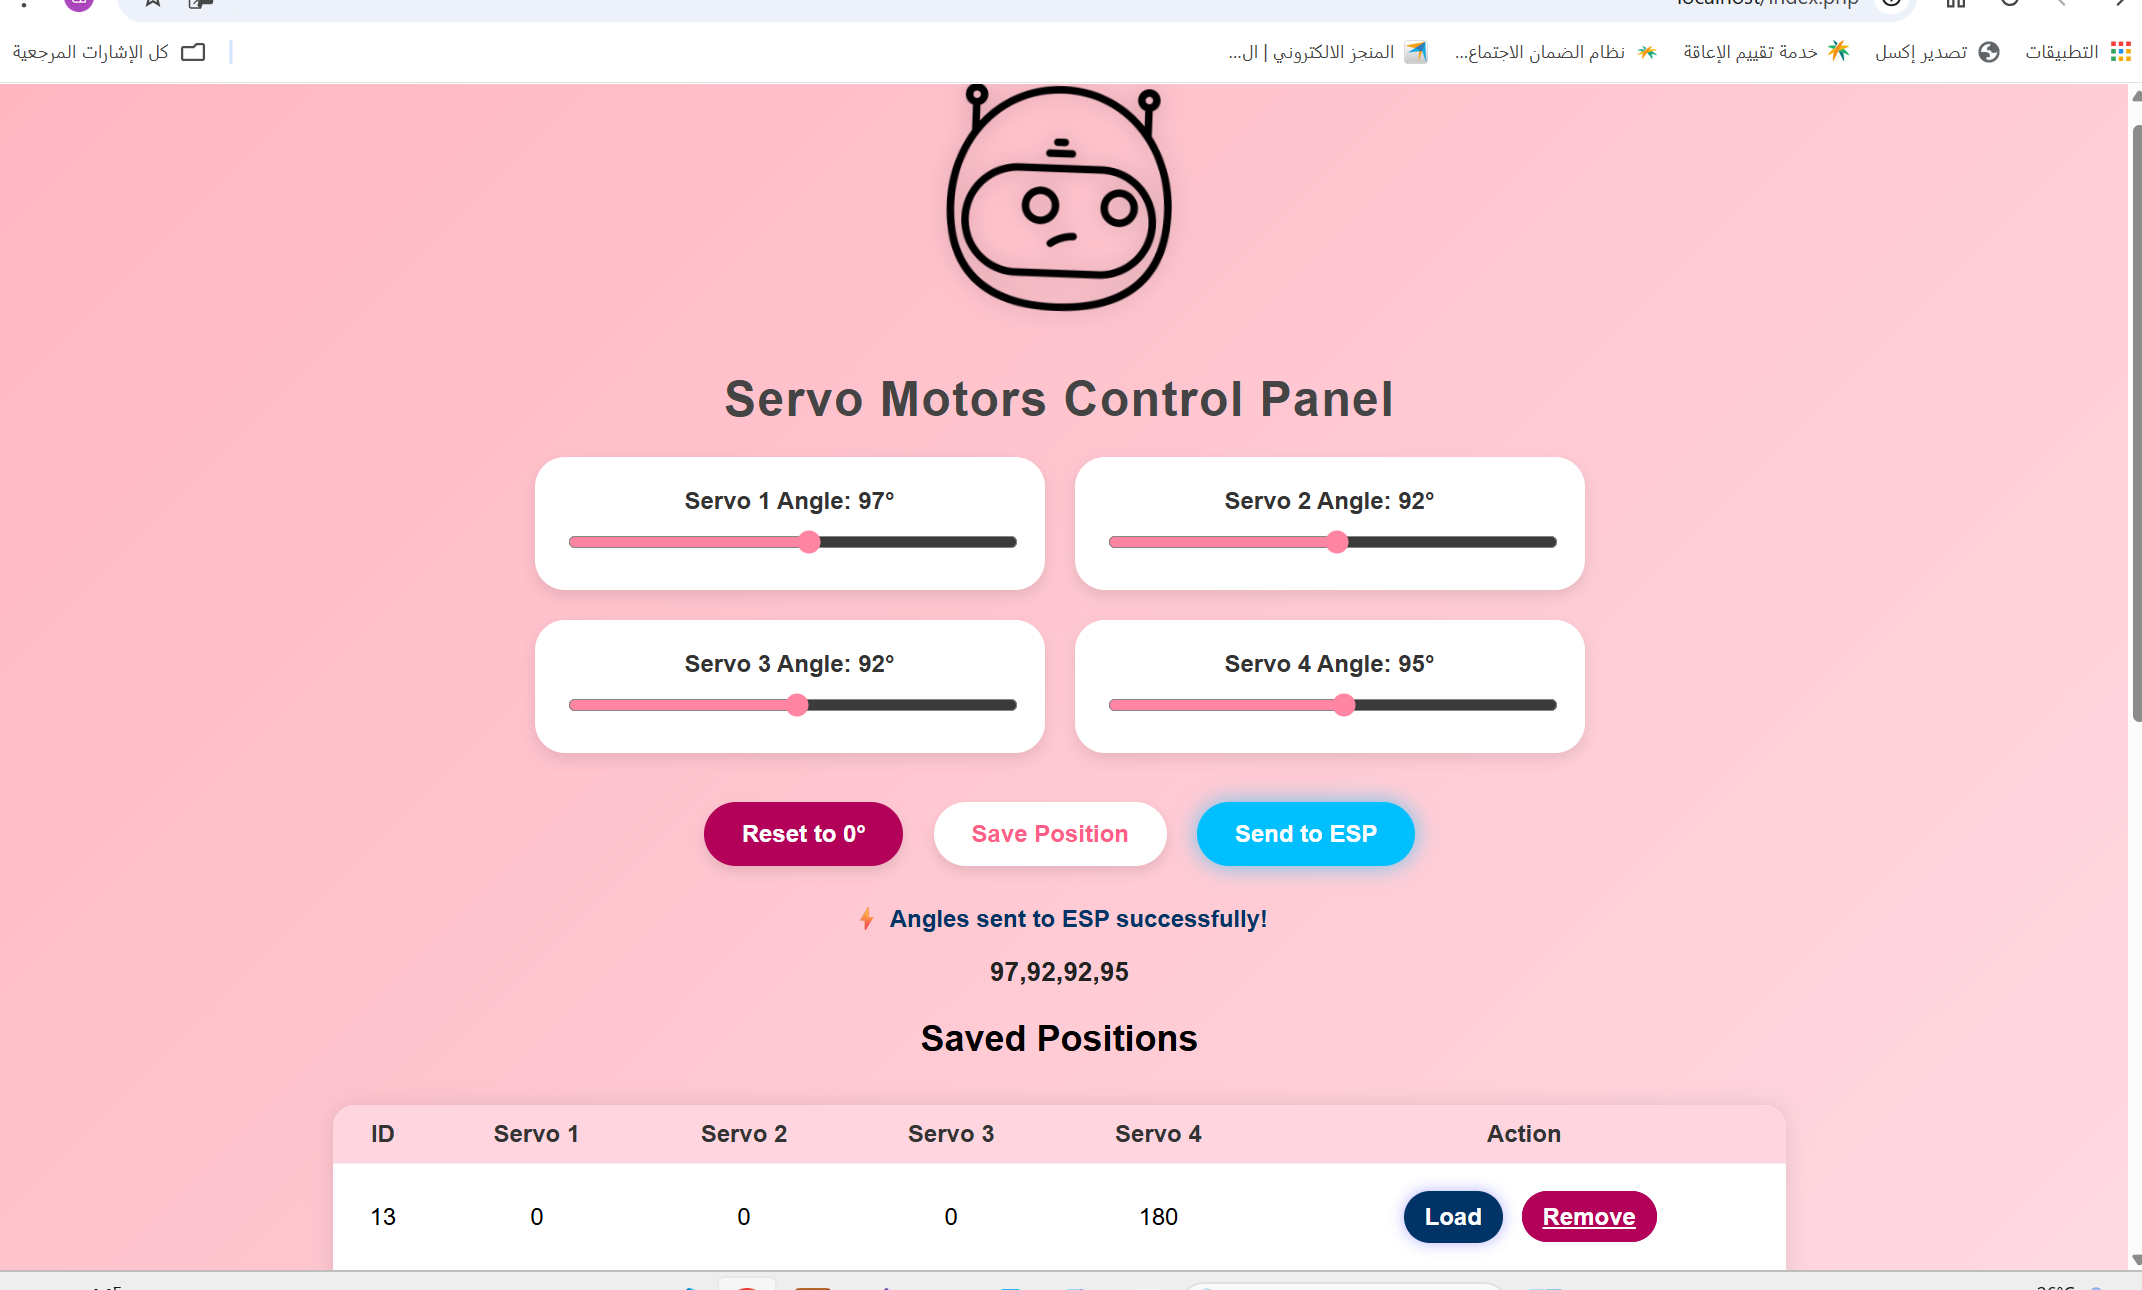 localhost/index.php
التطبيقات
تصدير إكسل
خدمة تقييم الإعاقة
نظام الضمان الاجتماع...
المنجز الالكتروني | ال...
كل الإشارات المرجعية
Servo Motors Control Panel
Servo 1 Angle: 97°
Servo 2 Angle: 92°
Servo 3 Angle: 92°
Servo 4 Angle: 95°
Reset to 0°
Save Position
Send to ESP
⚡ Angles sent to ESP successfully!
97,92,92,95
Saved Positions
ID Servo 1 Servo 2 Servo 3 Servo 4 Action
13 0 0 0 180 Load Remove